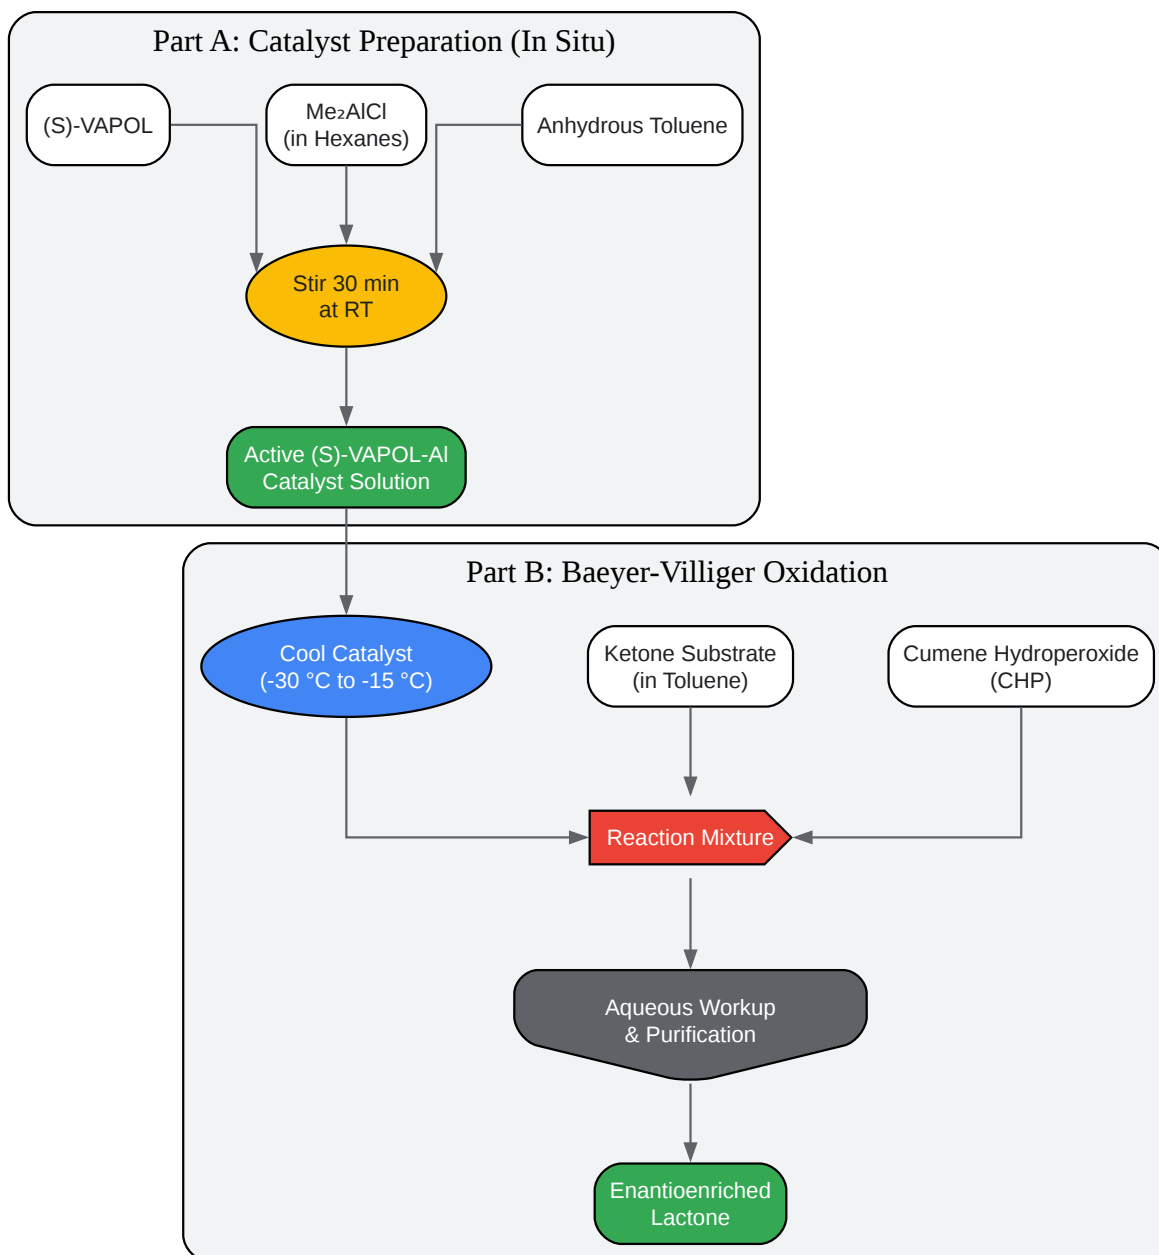 Part A: Catalyst Preparation (In Situ)
(S)-VAPOL
Me₂AlCl
(in Hexanes)
Anhydrous Toluene
Stir 30 min
at RT
Active (S)-VAPOL-Al
Catalyst Solution
Part B: Baeyer-Villiger Oxidation
Cool Catalyst
(-30 °C to -15 °C)
Ketone Substrate
(in Toluene)
Cumene Hydroperoxide
(CHP)
Reaction Mixture
Aqueous Workup
& Purification
Enantioenriched
Lactone